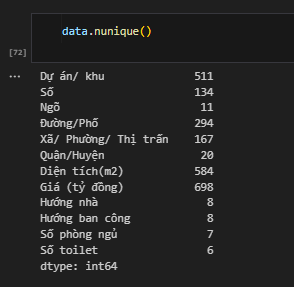 data.nunique()
[72]
... Dự án/ khu 511
Số 134
Ngõ 11
Đường/Phố 294
Xã/ Phường/ Thị trấn 167
Quận/Huyện 20
Diện tích(m2) 584
Giá (tỷ đồng) 698
Hướng nhà 8
Hướng ban công 8
Số phòng ngủ 7
Số toilet 6
dtype: int64